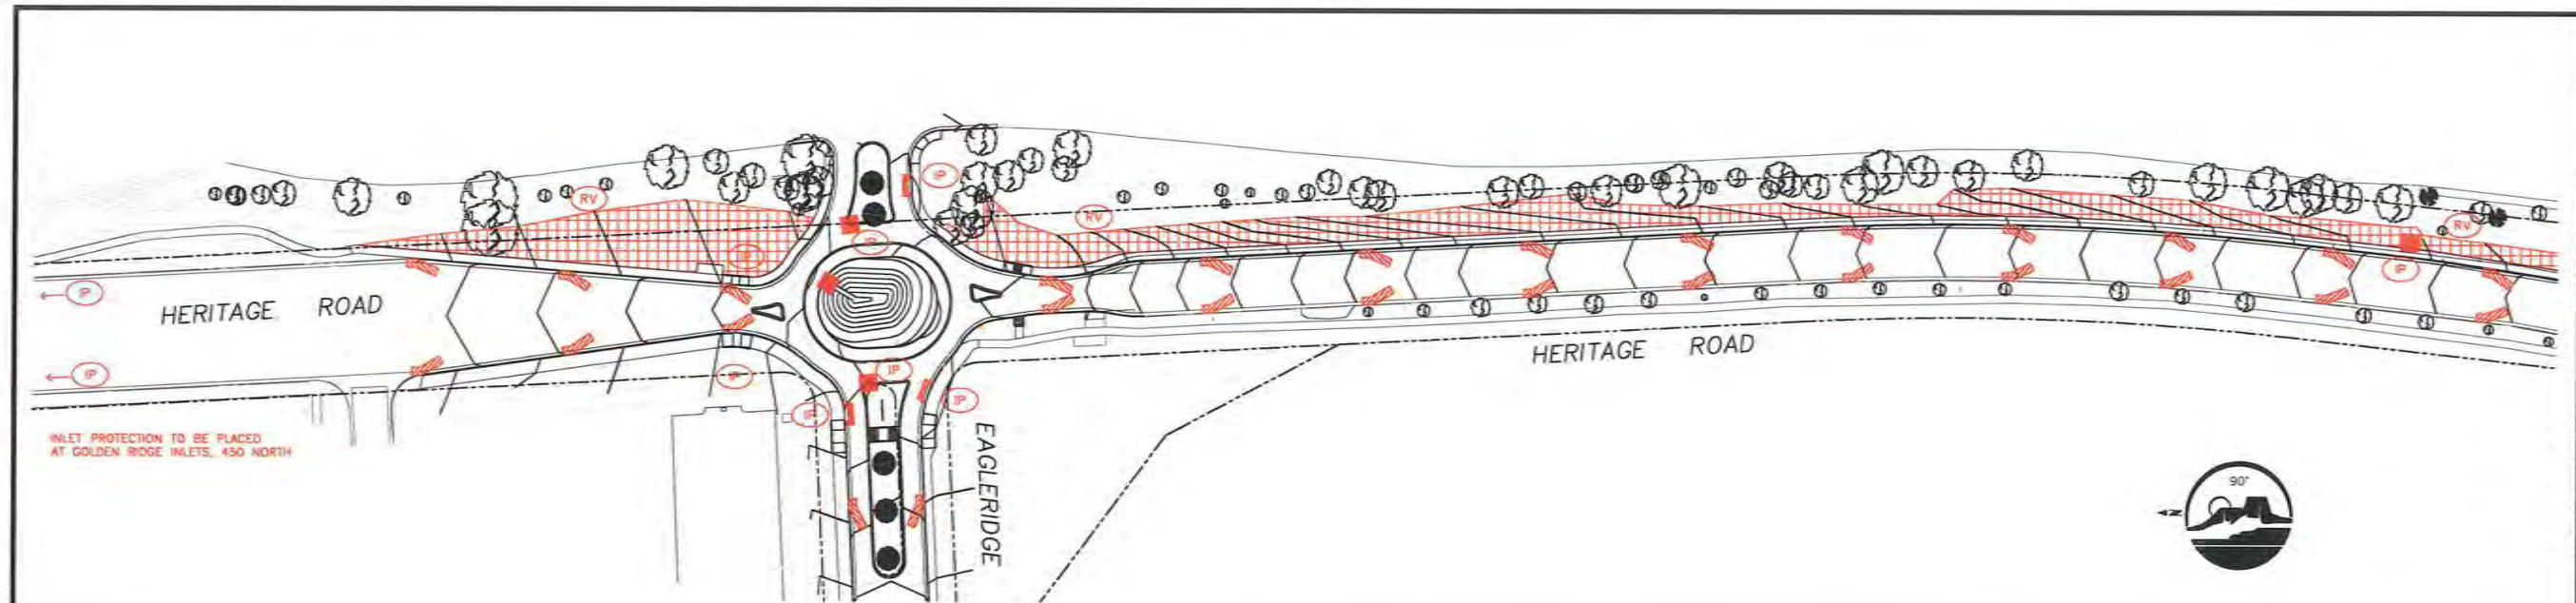 IP
RV
IP
RV
RV
IP
IP
IP
IP
HERITAGE ROAD
HERITAGE ROAD
IP
IP
IP
IP
IP
INLET PROTECTION TO BE PLACED
AT GOLDEN RIDGE INLETS, 450 NORTH
EAGLERIDGE
90°
N